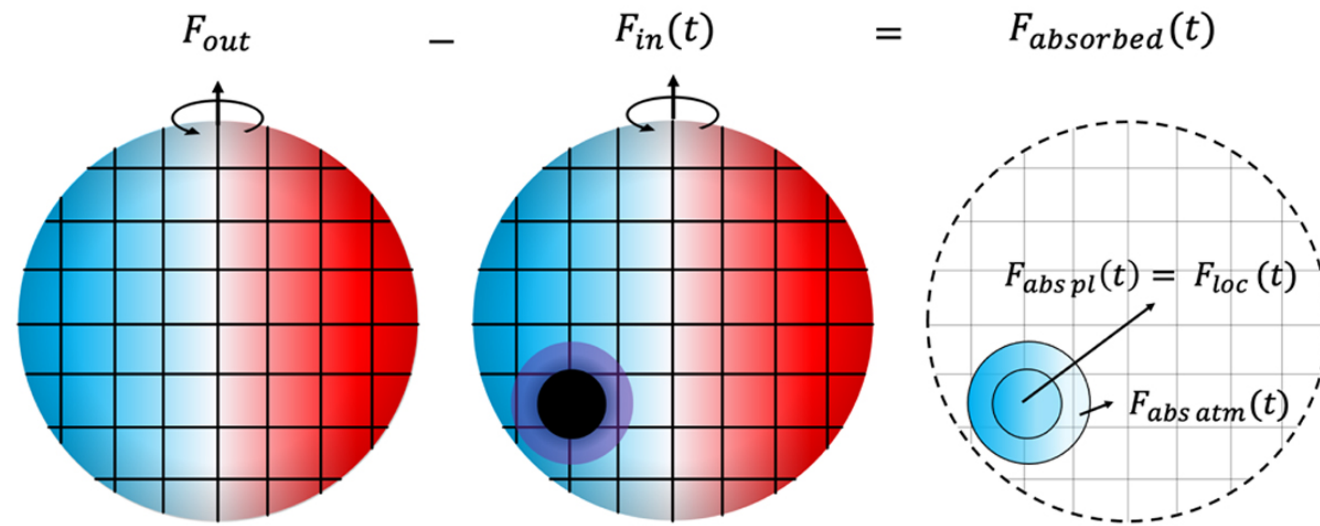 F_out − F_in(t) = F_absorbed(t)
F_abs pl(t) = F_loc(t)
F_abs atm(t)